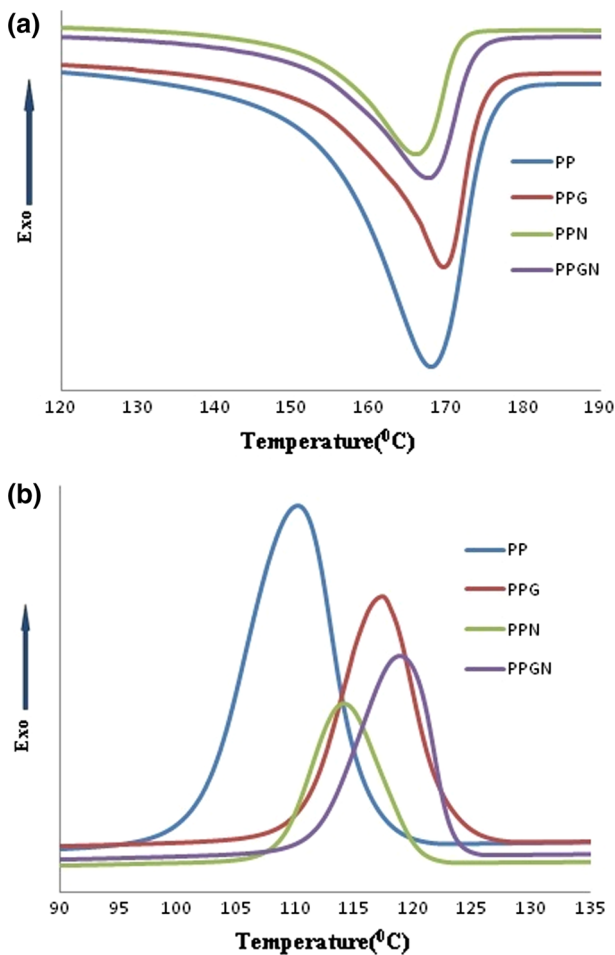 (a)
Exo
PP
PPG
PPN
PPGN
120 130 140 150 160 170 180 190
Temperature(⁰C)
(b)
Exo
PP
PPG
PPN
PPGN
90 95 100 105 110 115 120 125 130 135
Temperature(⁰C)